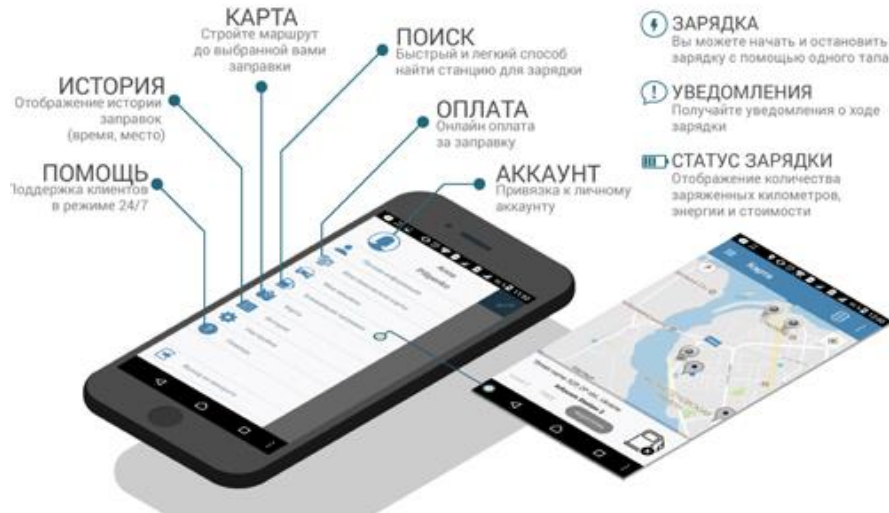 КАРТА
Стройте маршрут
до выбранной вами
заправки
ПОИСК
Быстрый и легкий способ
найти станцию для зарядки
ИСТОРИЯ
Отображение истории
заправок
(время, место)
ОПЛАТА
Онлайн оплата
за заправку
ПОМОЩЬ
Поддержка клиентов
в режиме 24/7
АККАУНТ
Привязка к личному
аккаунту
ЗАРЯДКА
Вы можете начать и остановить
зарядку с помощью одного тапа
УВЕДОМЛЕНИЯ
Получайте уведомления о ходе
зарядки
СТАТУС ЗАРЯДКИ
Отображение количества
заряженных километров,
энергии и стоимости
Карта